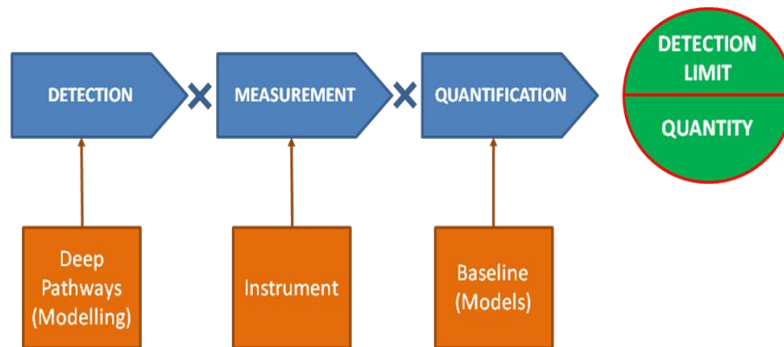 DETECTION
MEASUREMENT
QUANTIFICATION
DETECTION
LIMIT
QUANTITY
Deep
Pathways
(Modelling)
Instrument
Baseline
(Models)